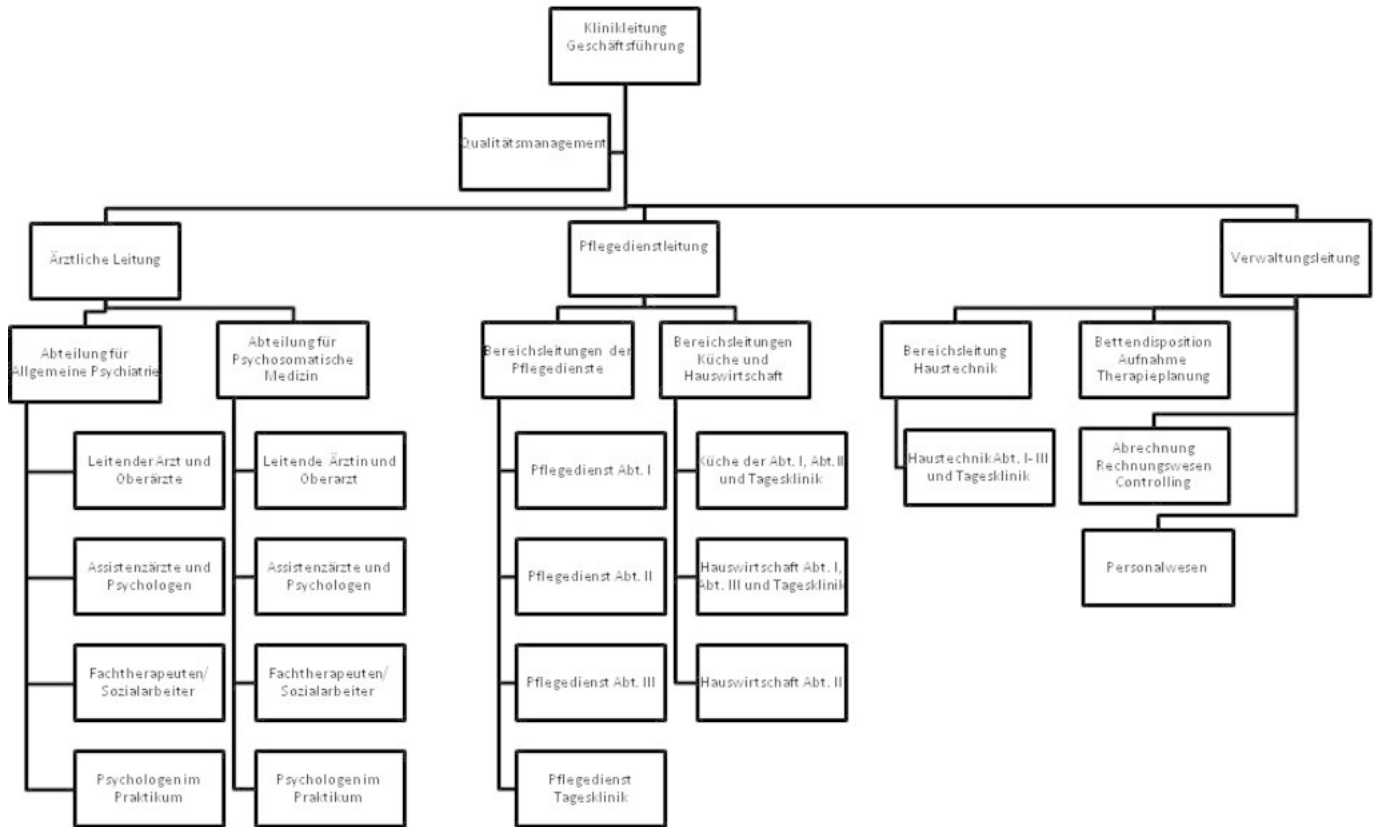 Klinikleitung
Geschäftsführung
Qualitätsmanagement
Ärztliche Leitung
Pflegedienstleitung
Verwaltungsleitung
Abteilung für
Allgemeine Psychiatrie
Abteilung für
Psychosomatische
Medizin
Bereichsleitungen der
Pflegedienste
Bereichsleitungen
Küche und
Hauswirtschaft
Bereichsleitung
Haustechnik
Bettendisposition
Aufnahme
Therapieplanung
Leitender Arzt und
Oberärzte
Leitende Ärztin und
Oberarzt
Pflegedienst Abt. I
Küche der Abt. I, Abt. II
und Tagesklinik
Haustechnik Abt. I- III
und Tagesklinik
Abrechnung
Rechnungswesen
Controlling
Assistenzärzte und
Psychologen
Assistenzärzte und
Psychologen
Pflegedienst Abt. II
Hauswirtschaft Abt. I,
Abt. III und Tagesklinik
Personalwesen
Fachtherapeuten/
Sozialarbeiter
Fachtherapeuten/
Sozialarbeiter
Pflegedienst Abt. III
Hauswirtschaft Abt. II
Psychologen im
Praktikum
Psychologen im
Praktikum
Pflegedienst
Tagesklinik